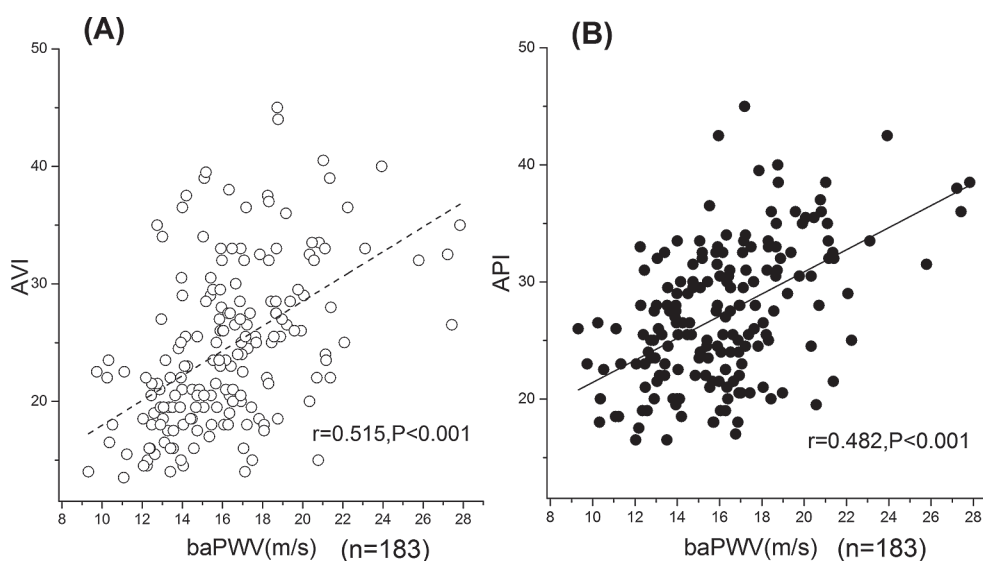 (A)
50
40
30
20
AVI
8 10 12 14 16 18 20 22 24 26 28
baPWV(m/s) (n=183)
r=0.515,P<0.001
(B)
50
40
30
20
API
8 10 12 14 16 18 20 22 24 26 28
baPWV(m/s) (n=183)
r=0.482,P<0.001